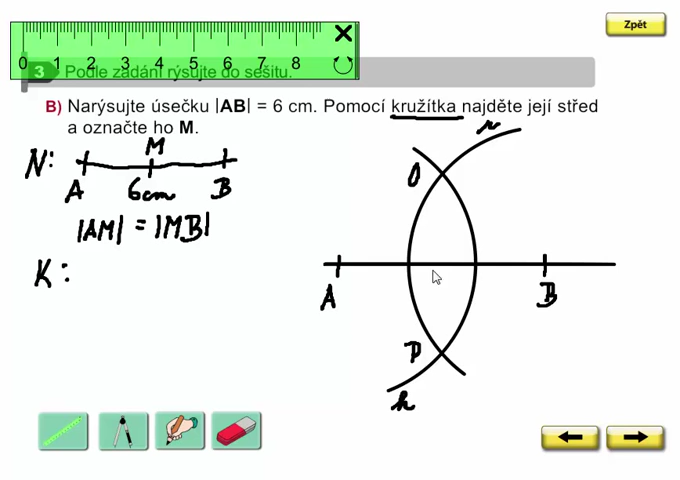 Zpět
0 1 2 3 4 5 6 7 8
3 Podle zadání rýsujte do sešitu.
B) Narýsujte úsečku |AB| = 6 cm. Pomocí kružítka najděte její střed
a označte ho M.
N:
M
A 6cm B
|AM| = |MB|
K:
O
A B
P
k